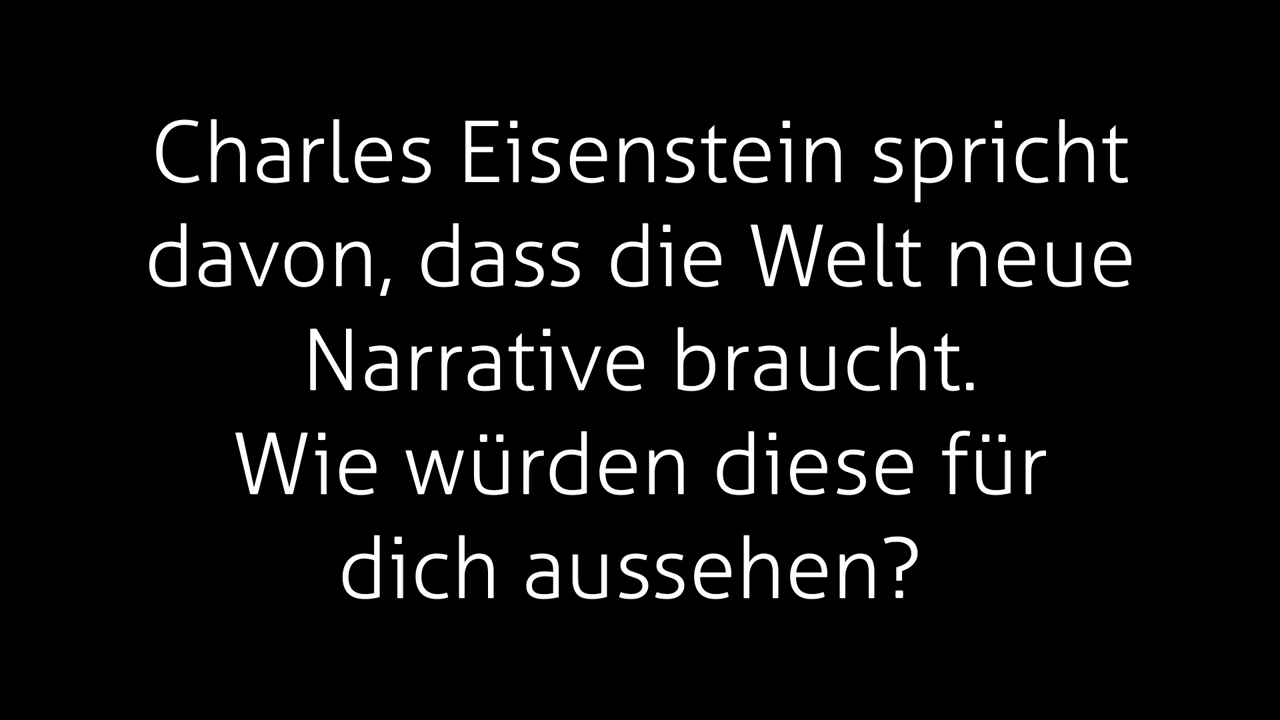 Charles Eisenstein spricht
davon, dass die Welt neue
Narrative braucht.
Wie würden diese für
dich aussehen?